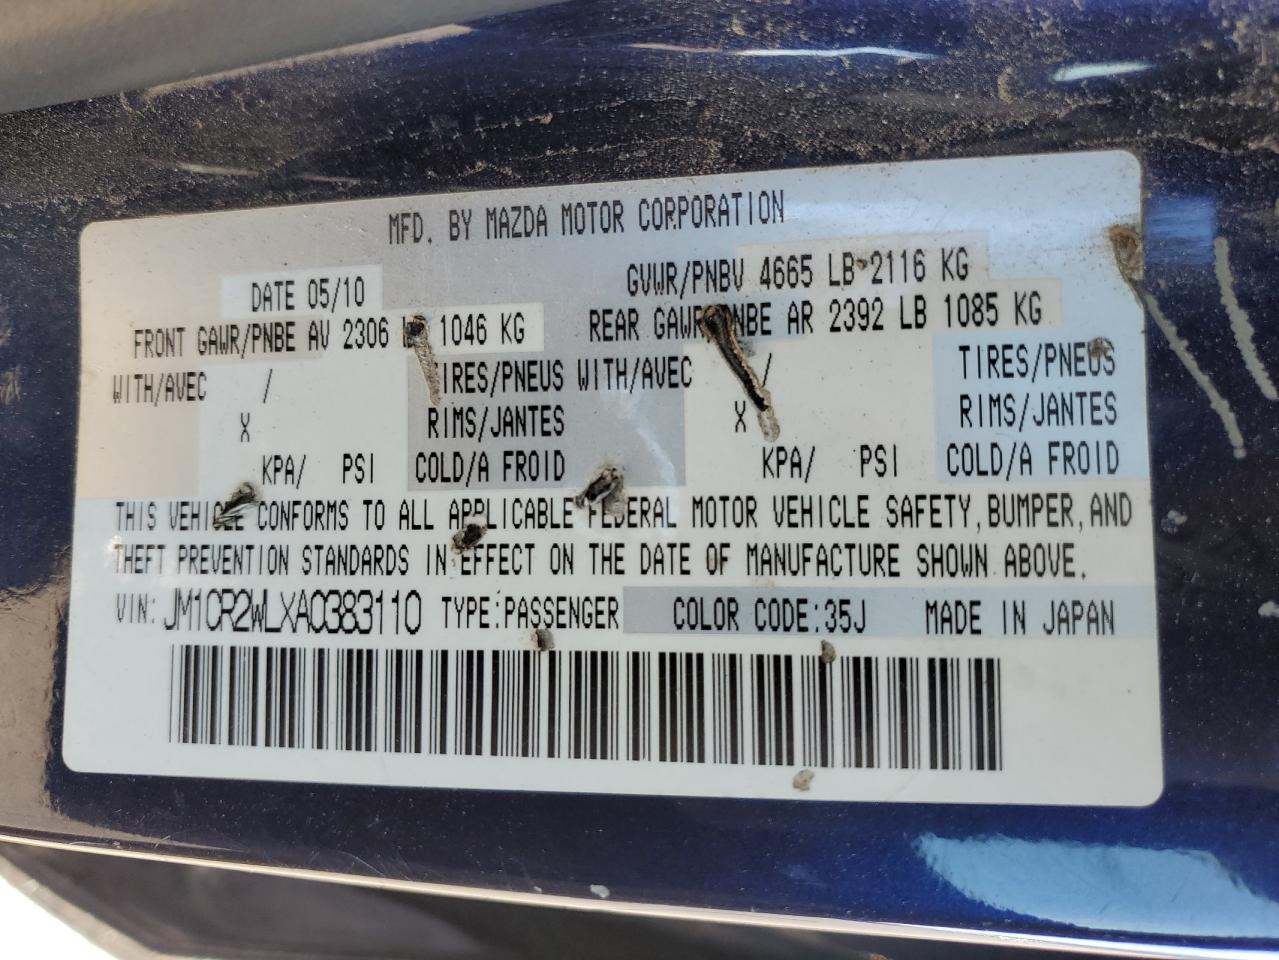 MFD. BY MAZDA MOTOR CORPORATION
DATE 05/10 GVWR/PNBV 4665 LB 2116 KG
FRONT GAWR/PNBE AV 2306 1046 KG REAR GAWR/PNBE AR 2392 LB 1085 KG
WITH/AVEC / TIRES/PNEUS WITH/AVEC / TIRES/PNEUS
X RIMS/JANTES X RIMS/JANTES
KPA/ PSI COLD/A FROID KPA/ PSI COLD/A FROID
THIS VEHICLE CONFORMS TO ALL APPLICABLE FEDERAL MOTOR VEHICLE SAFETY, BUMPER, AND
THEFT PREVENTION STANDARDS IN EFFECT ON THE DATE OF MANUFACTURE SHOWN ABOVE.
VIN: JM1CR2WLXA0383110 TYPE:PASSENGER COLOR CODE:35J MADE IN JAPAN